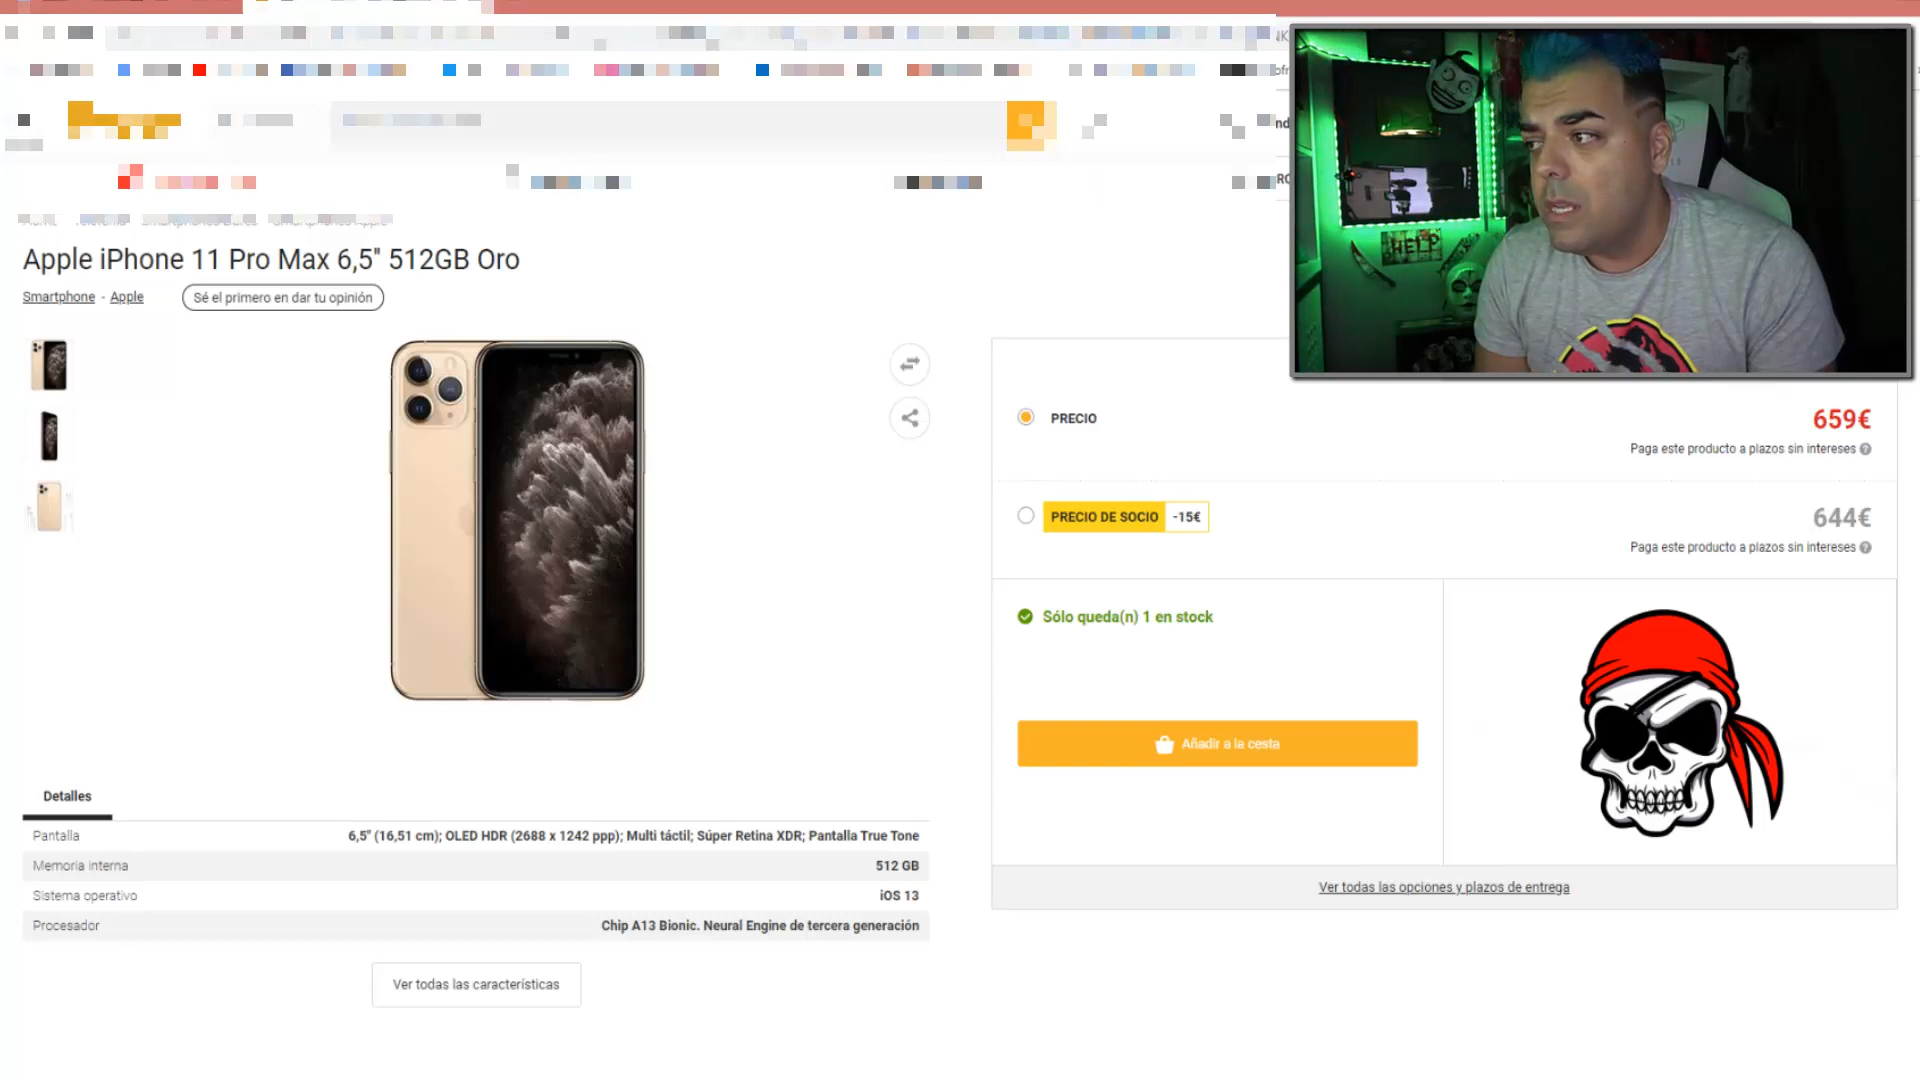 Apple iPhone 11 Pro Max 6,5" 512GB Oro
Smartphone - Apple
Sé el primero en dar tu opinión
HELP
PRECIO
659€
Paga este producto a plazos sin intereses
PRECIO DE SOCIO -15€
644€
Paga este producto a plazos sin intereses
Sólo queda(n) 1 en stock
Añadir a la cesta
Ver todas las opciones y plazos de entrega
Detalles
Pantalla 6,5" (16,51 cm); OLED HDR (2688 x 1242 ppp); Multi táctil; Súper Retina XDR; Pantalla True Tone
Memoria interna 512 GB
Sistema operativo iOS 13
Procesador Chip A13 Bionic. Neural Engine de tercera generación
Ver todas las características